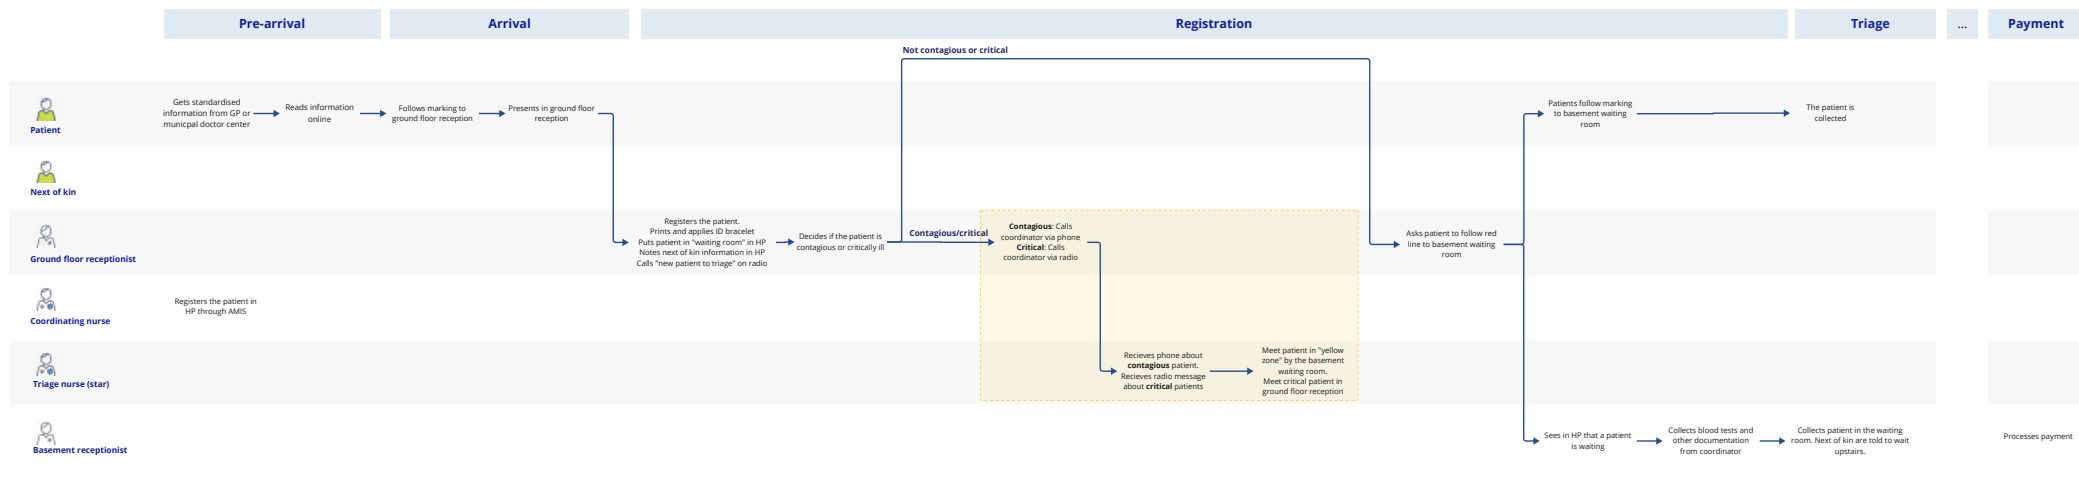 Pre-arrival
Arrival
Registration
Triage
...
Payment
Not contagious or critical
Patient
Gets standardised
information from GP or
municpal doctor center
Reads information
online
Follows marking to
ground floor reception
Presents in ground floor
reception
Patients follow marking
to basement waiting
room
The patient is
collected
Next of kin
Ground floor receptionist
Registers the patient.
Prints and applies ID bracelet
Puts patient in "waiting room" in HP
Notes next of kin information in HP
Calls "new patient to triage" on radio
Decides if the patient is
contagious or critically ill
Contagious/critical
Contagious: Calls
coordinator via phone
Critical: Calls
coordinator via radio
Asks patient to follow red
line to basement waiting
room
Coordinating nurse
Registers the patient in
HP through AMIS
Triage nurse (star)
Recieves phone about
contagious patient.
Recieves radio message
about critical patients
Meet patient in "yellow
zone" by the basement
waiting room.
Meet critical patient in
ground floor reception
Basement receptionist
Sees in HP that a patient
is waiting
Collects blood tests and
other documentation
from coordinator
Collects patient in the waiting
room. Next of kin are told to wait
upstairs.
Processes payment